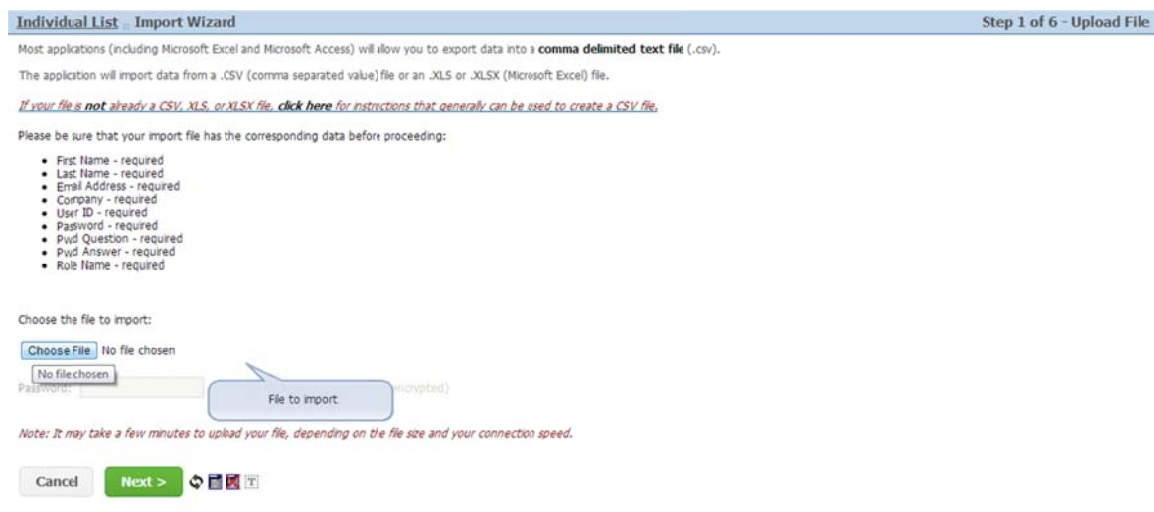 Individual List Import Wizard Step 1 of 6 - Upload File
Most applications (including Microsoft Excel and Microsoft Access) will allow you to export data into a comma delimited text file (.csv).
The application will import data from a .CSV (comma separated value) file or an .XLS or .XLSX (Microsoft Excel) file.
If your file is not already a CSV, XLS, or XLSX file, click here for instructions that generally can be used to create a CSV file.
Please be sure that your import file has the corresponding data before proceeding:
• First Name - required
• Last Name - required
• Email Address - required
• Company - required
• User ID - required
• Password - required
• Pwd Question - required
• Pwd Answer - required
• Role Name - required
Choose the file to import:
Choose File No file chosen
No file chosen
Password: encrypted)
File to import
Note: It may take a few minutes to upload your file, depending on the file size and your connection speed.
Cancel Next > T